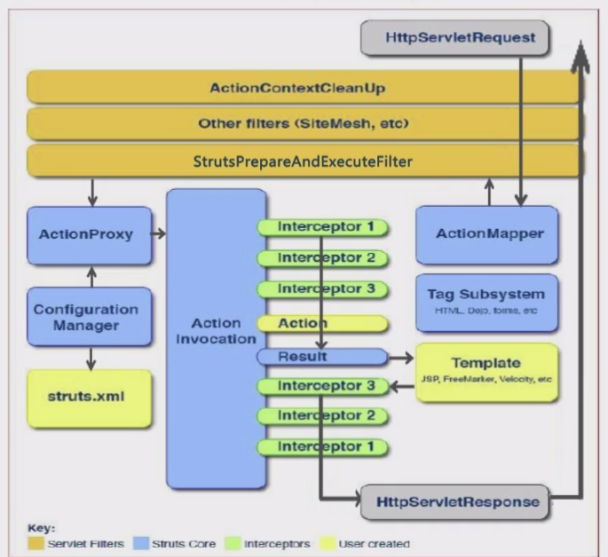 HttpServletRequest
ActionContextCleanUp
Other filters (SiteMesh, etc)
StrutsPrepareAndExecuteFilter
ActionProxy
Configuration
Manager
struts.xml
Action
Invocation
Interceptor 1
Interceptor 2
Interceptor 3
Action
Result
Interceptor 3
Interceptor 2
Interceptor 1
ActionMapper
Tag Subsystem
HTML, Dojo, forms, etc
Template
JSP, FreeMarker, Velocity, etc
HttpServletResponse
Key:
Servlet Filters
Struts Core
Interceptors
User created